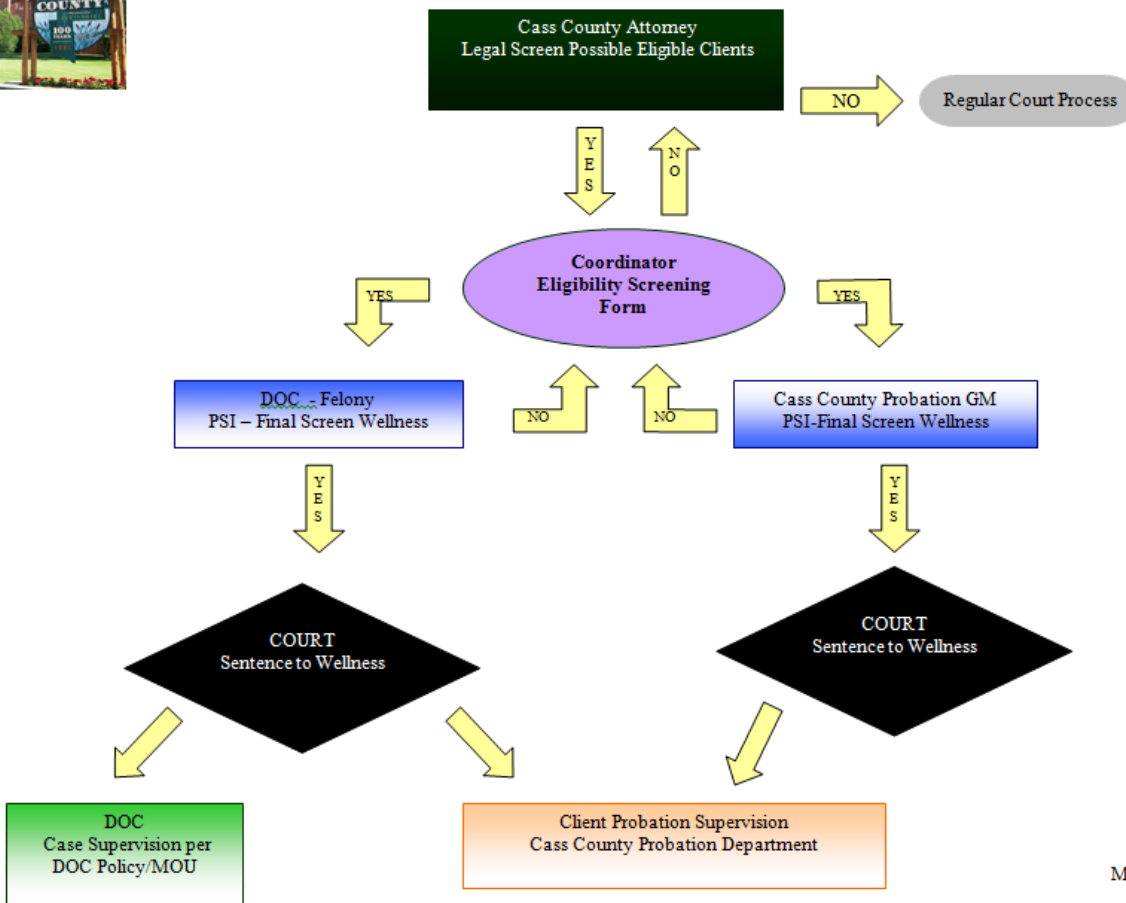 COUNTY
100
YEARS
Cass County Attorney
Legal Screen Possible Eligible Clients
NO
Regular Court Process
YES
NO
Coordinator
Eligibility Screening
Form
YES
YES
DOC - Felony
PSI – Final Screen Wellness
NO
NO
Cass County Probation GM
PSI-Final Screen Wellness
YES
YES
COURT
Sentence to Wellness
COURT
Sentence to Wellness
DOC
Case Supervision per
DOC Policy/MOU
Client Probation Supervision
Cass County Probation Department
M